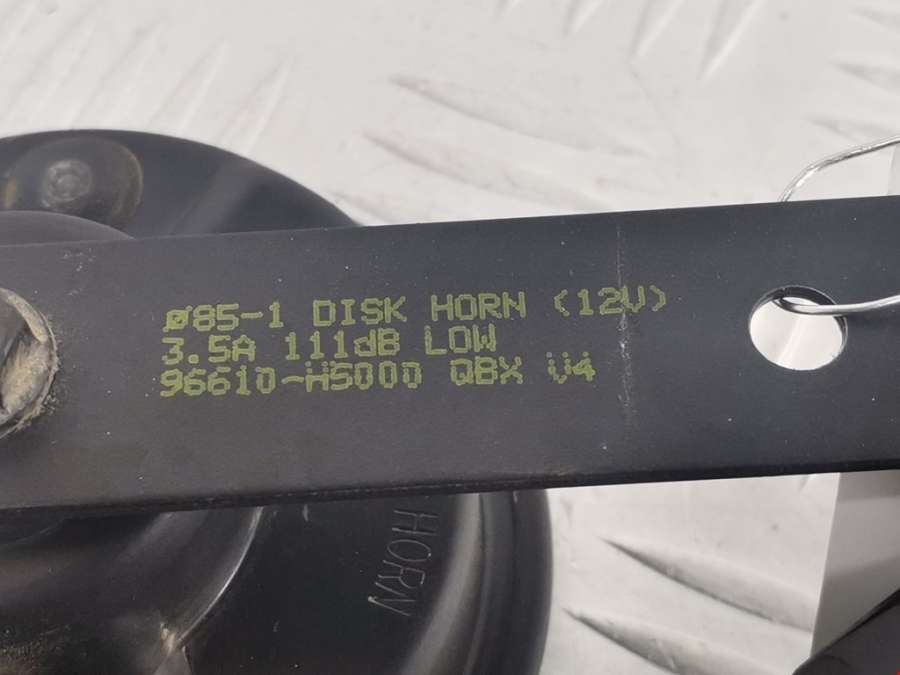 ø85-1 DISK HORN (12V)
3.5A 111dB LOW
96610-H5000 QBX V4
HORN